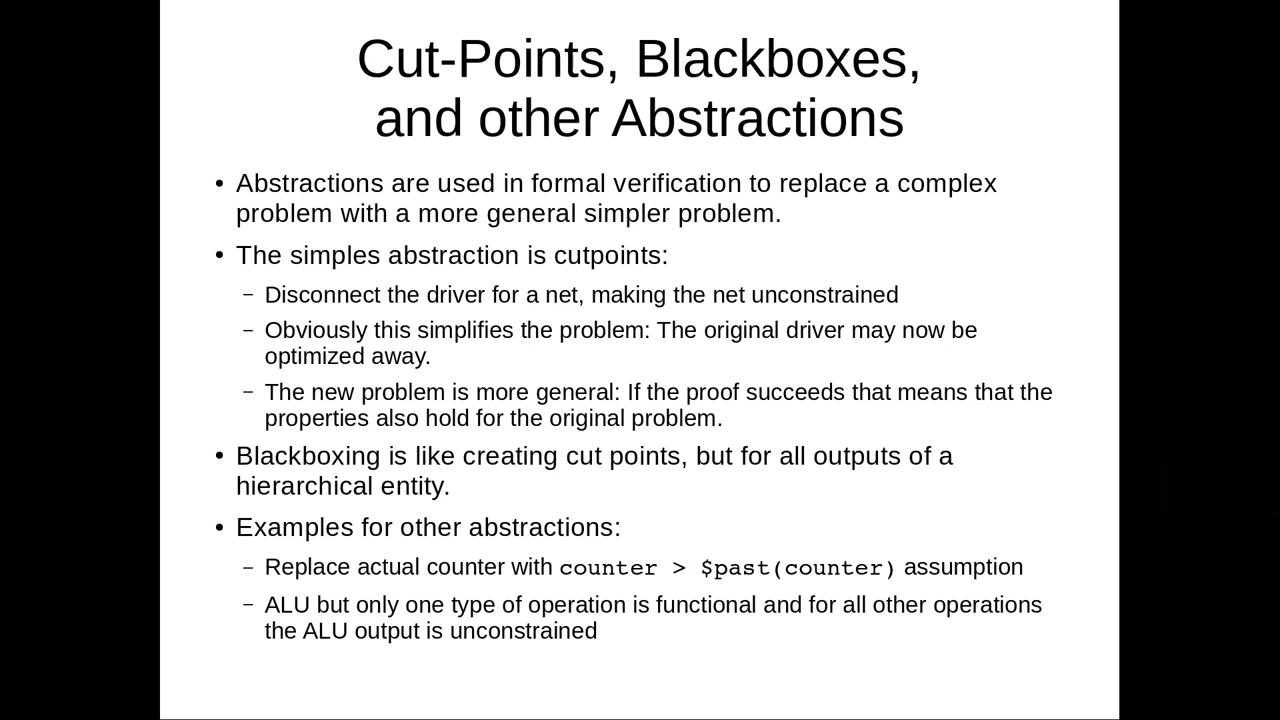 Cut-Points, Blackboxes,
and other Abstractions
• Abstractions are used in formal verification to replace a complex
problem with a more general simpler problem.
• The simples abstraction is cutpoints:
– Disconnect the driver for a net, making the net unconstrained
– Obviously this simplifies the problem: The original driver may now be
optimized away.
– The new problem is more general: If the proof succeeds that means that the
properties also hold for the original problem.
• Blackboxing is like creating cut points, but for all outputs of a
hierarchical entity.
• Examples for other abstractions:
– Replace actual counter with counter > $past(counter) assumption
– ALU but only one type of operation is functional and for all other operations
the ALU output is unconstrained